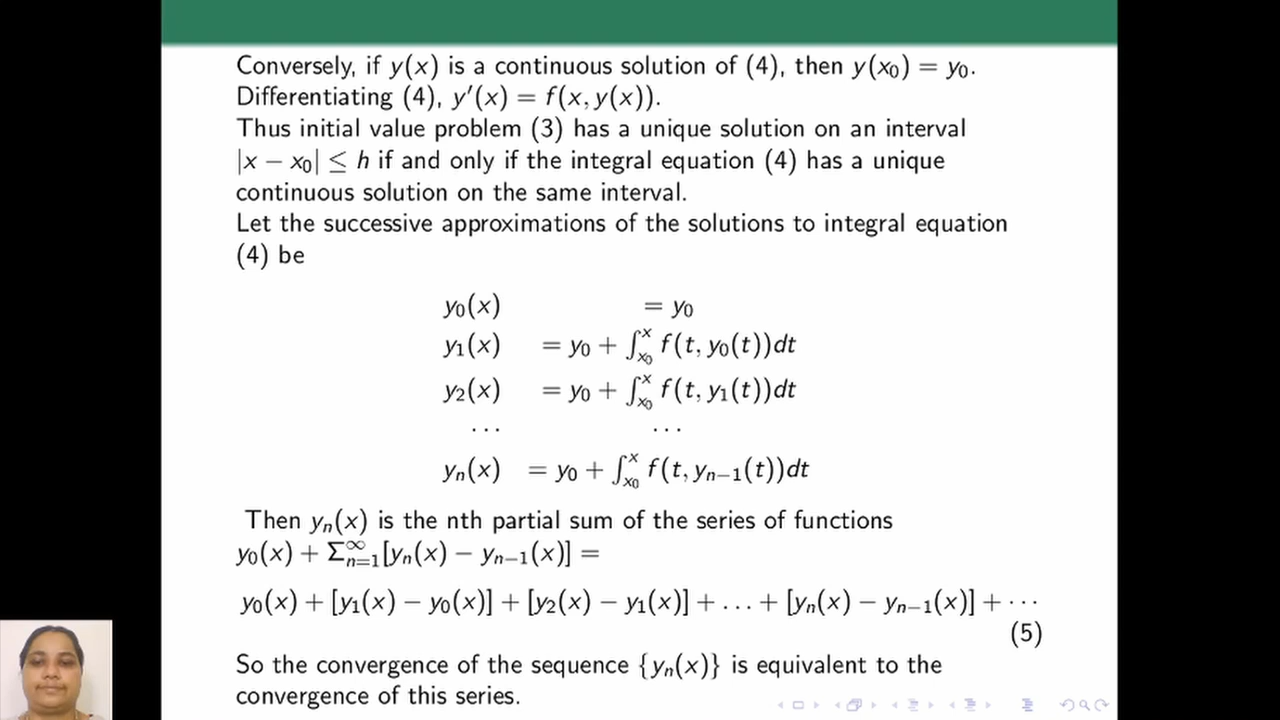 Conversely, if y(x) is a continuous solution of (4), then y(x₀) = y₀.
Differentiating (4), y′(x) = f(x, y(x)).
Thus initial value problem (3) has a unique solution on an interval
|x − x₀| ≤ h if and only if the integral equation (4) has a unique
continuous solution on the same interval.
Let the successive approximations of the solutions to integral equation
(4) be
y₀(x) = y₀
y₁(x) = y₀ + ∫_{x₀}^{x} f(t, y₀(t))dt
y₂(x) = y₀ + ∫_{x₀}^{x} f(t, y₁(t))dt
... ...
yₙ(x) = y₀ + ∫_{x₀}^{x} f(t, yₙ₋₁(t))dt
Then yₙ(x) is the nth partial sum of the series of functions
y₀(x) + Σ_{n=1}^{∞}[yₙ(x) − yₙ₋₁(x)] =
y₀(x) + [y₁(x) − y₀(x)] + [y₂(x) − y₁(x)] + ... + [yₙ(x) − yₙ₋₁(x)] + ···
(5)
So the convergence of the sequence {yₙ(x)} is equivalent to the
convergence of this series.